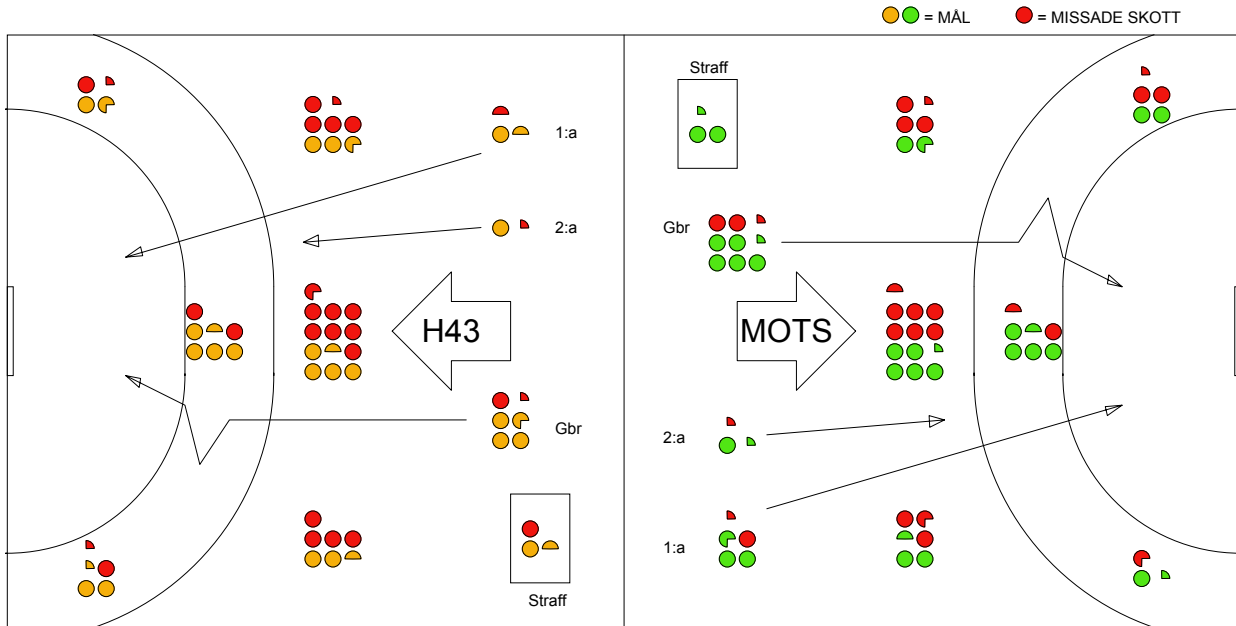 = MÅL
= MISSADE SKOTT
Straff
1:a
2:a
Gbr
H43
MOTS
Gbr
2:a
1:a
Straff